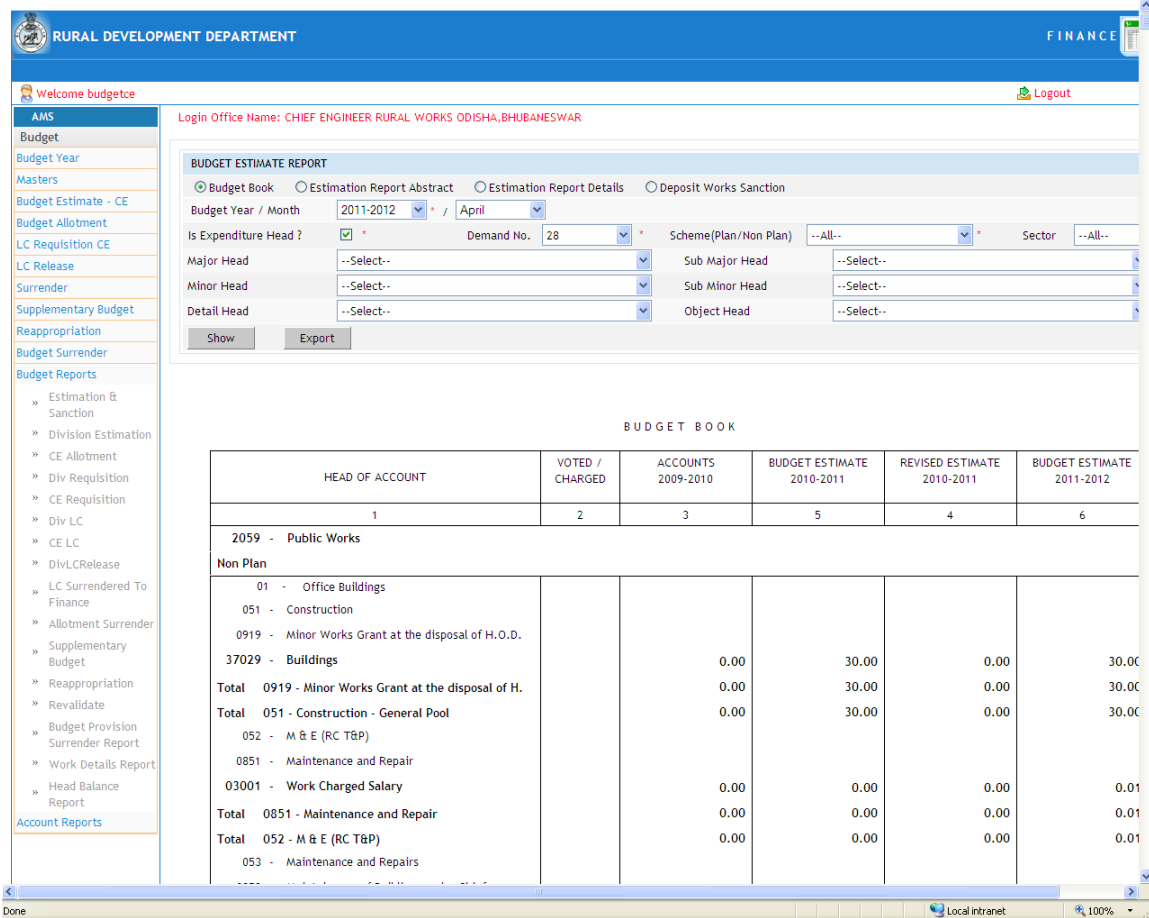 RURAL DEVELOPMENT DEPARTMENT
FINANCE
Welcome budgetce
Logout
AMS
Budget
Budget Year
Masters
Budget Estimate - CE
Budget Allotment
LC Requisition CE
LC Release
Surrender
Supplementary Budget
Reappropriation
Budget Surrender
Budget Reports
» Estimation &
Sanction
» Division Estimation
» CE Allotment
» Div Requisition
» CE Requisition
» Div LC
» CE LC
» DivLCRelease
» LC Surrendered To
Finance
» Allotment Surrender
» Supplementary
Budget
» Reappropriation
» Revalidate
» Budget Provision
Surrender Report
» Work Details Report
» Head Balance
Report
Account Reports
Login Office Name: CHIEF ENGINEER RURAL WORKS ODISHA,BHUBANESWAR
BUDGET ESTIMATE REPORT
Budget Book Estimation Report Abstract Estimation Report Details Deposit Works Sanction
Budget Year / Month 2011-2012 * / April
Is Expenditure Head ? * Demand No. 28 * Scheme(Plan/Non Plan) --All-- * Sector --All--
Major Head --Select-- Sub Major Head --Select--
Minor Head --Select-- Sub Minor Head --Select--
Detail Head --Select-- Object Head --Select--
Show Export
BUDGET BOOK
HEAD OF ACCOUNT VOTED / CHARGED ACCOUNTS 2009-2010 BUDGET ESTIMATE 2010-2011 REVISED ESTIMATE 2010-2011 BUDGET ESTIMATE 2011-2012
1 2 3 5 4 6
2059 - Public Works
Non Plan
01 - Office Buildings
051 - Construction
0919 - Minor Works Grant at the disposal of H.O.D.
37029 - Buildings 0.00 30.00 0.00 30.00
Total 0919 - Minor Works Grant at the disposal of H. 0.00 30.00 0.00 30.00
Total 051 - Construction - General Pool 0.00 30.00 0.00 30.00
052 - M & E (RC T&P)
0851 - Maintenance and Repair
03001 - Work Charged Salary 0.00 0.00 0.00 0.01
Total 0851 - Maintenance and Repair 0.00 0.00 0.00 0.01
Total 052 - M & E (RC T&P) 0.00 0.00 0.00 0.01
053 - Maintenance and Repairs
Done Local intranet 100%